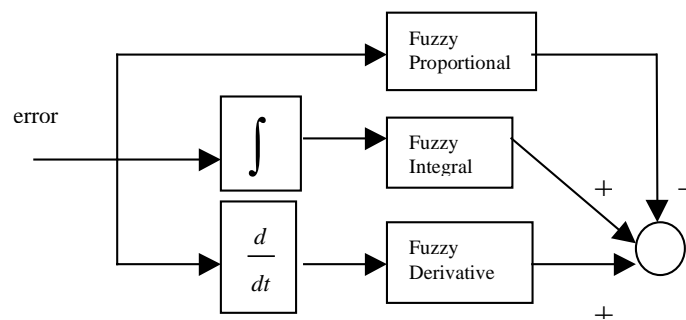 Fuzzy
Proportional
error
∫
Fuzzy
Integral
+
-
d
dt
Fuzzy
Derivative
+